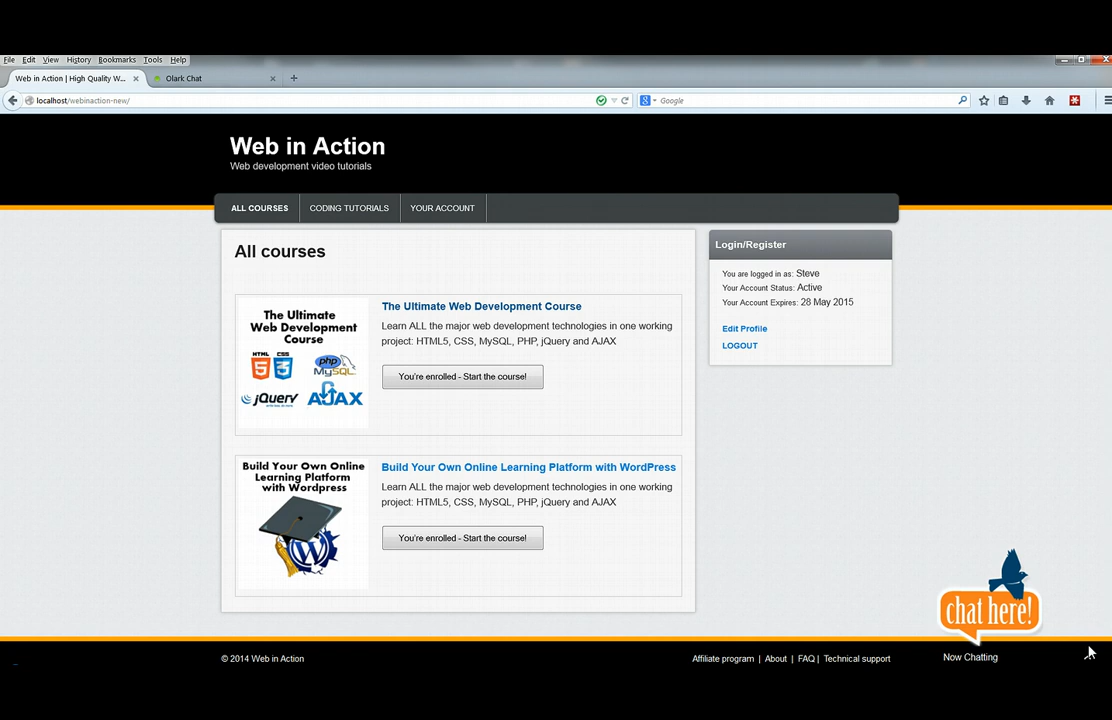 File Edit View History Bookmarks Tools Help
Web in Action | High Quality W... Olark Chat
localhost/webinaction-new/ Google
Web in Action
Web development video tutorials
ALL COURSES CODING TUTORIALS YOUR ACCOUNT
All courses
Login/Register
You are logged in as: Steve
Your Account Status: Active
Your Account Expires: 28 May 2015
Edit Profile
LOGOUT
The Ultimate
Web Development
Course
HTML CSS
5 3
php
MySQL
jQuery AJAX
The Ultimate Web Development Course
Learn ALL the major web development technologies in one working
project: HTML5, CSS, MySQL, PHP, jQuery and AJAX
You're enrolled - Start the course!
Build Your Own Online
Learning Platform
with Wordpress
W
Build Your Own Online Learning Platform with WordPress
Learn ALL the major web development technologies in one working
project: HTML5, CSS, MySQL, PHP, jQuery and AJAX
You're enrolled - Start the course!
chat here!
Now Chatting
© 2014 Web in Action
Affiliate program | About | FAQ | Technical support